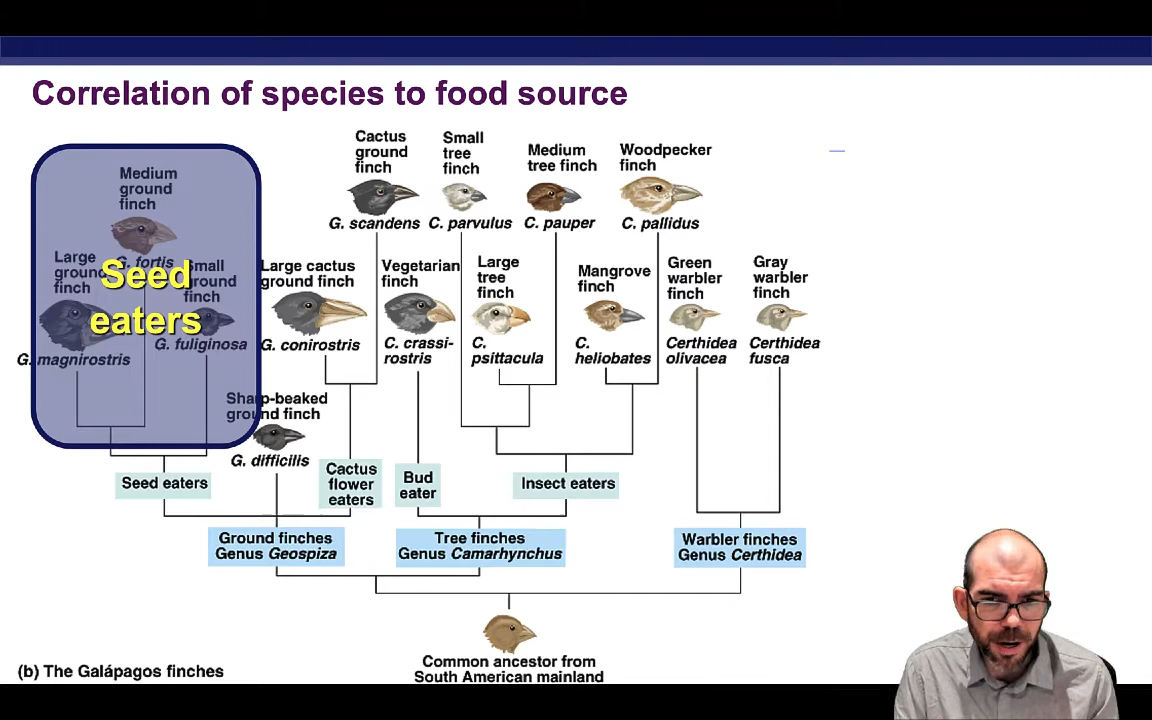 Correlation of species to food source
Cactus
ground
finch
G. scandens
Small
tree
finch
C. parvulus
Medium
tree finch
C. pauper
Woodpecker
finch
C. pallidus
Medium
ground
finch
G. fortis
Large
ground
finch
G. magnirostris
Small
ground
finch
G. fuliginosa
Seed
eaters
Large cactus
ground finch
G. conirostris
Vegetarian
finch
C. crassi-
rostris
Large
tree
finch
C.
psittacula
Mangrove
finch
C.
heliobates
Green
warbler
finch
Certhidea
olivacea
Gray
warbler
finch
Certhidea
fusca
Sharp-beaked
ground finch
G. difficilis
Seed eaters
Cactus
flower
eaters
Bud
eater
Insect eaters
Ground finches
Genus Geospiza
Tree finches
Genus Camarhynchus
Warbler finches
Genus Certhidea
Common ancestor from
South American mainland
(b) The Galápagos finches